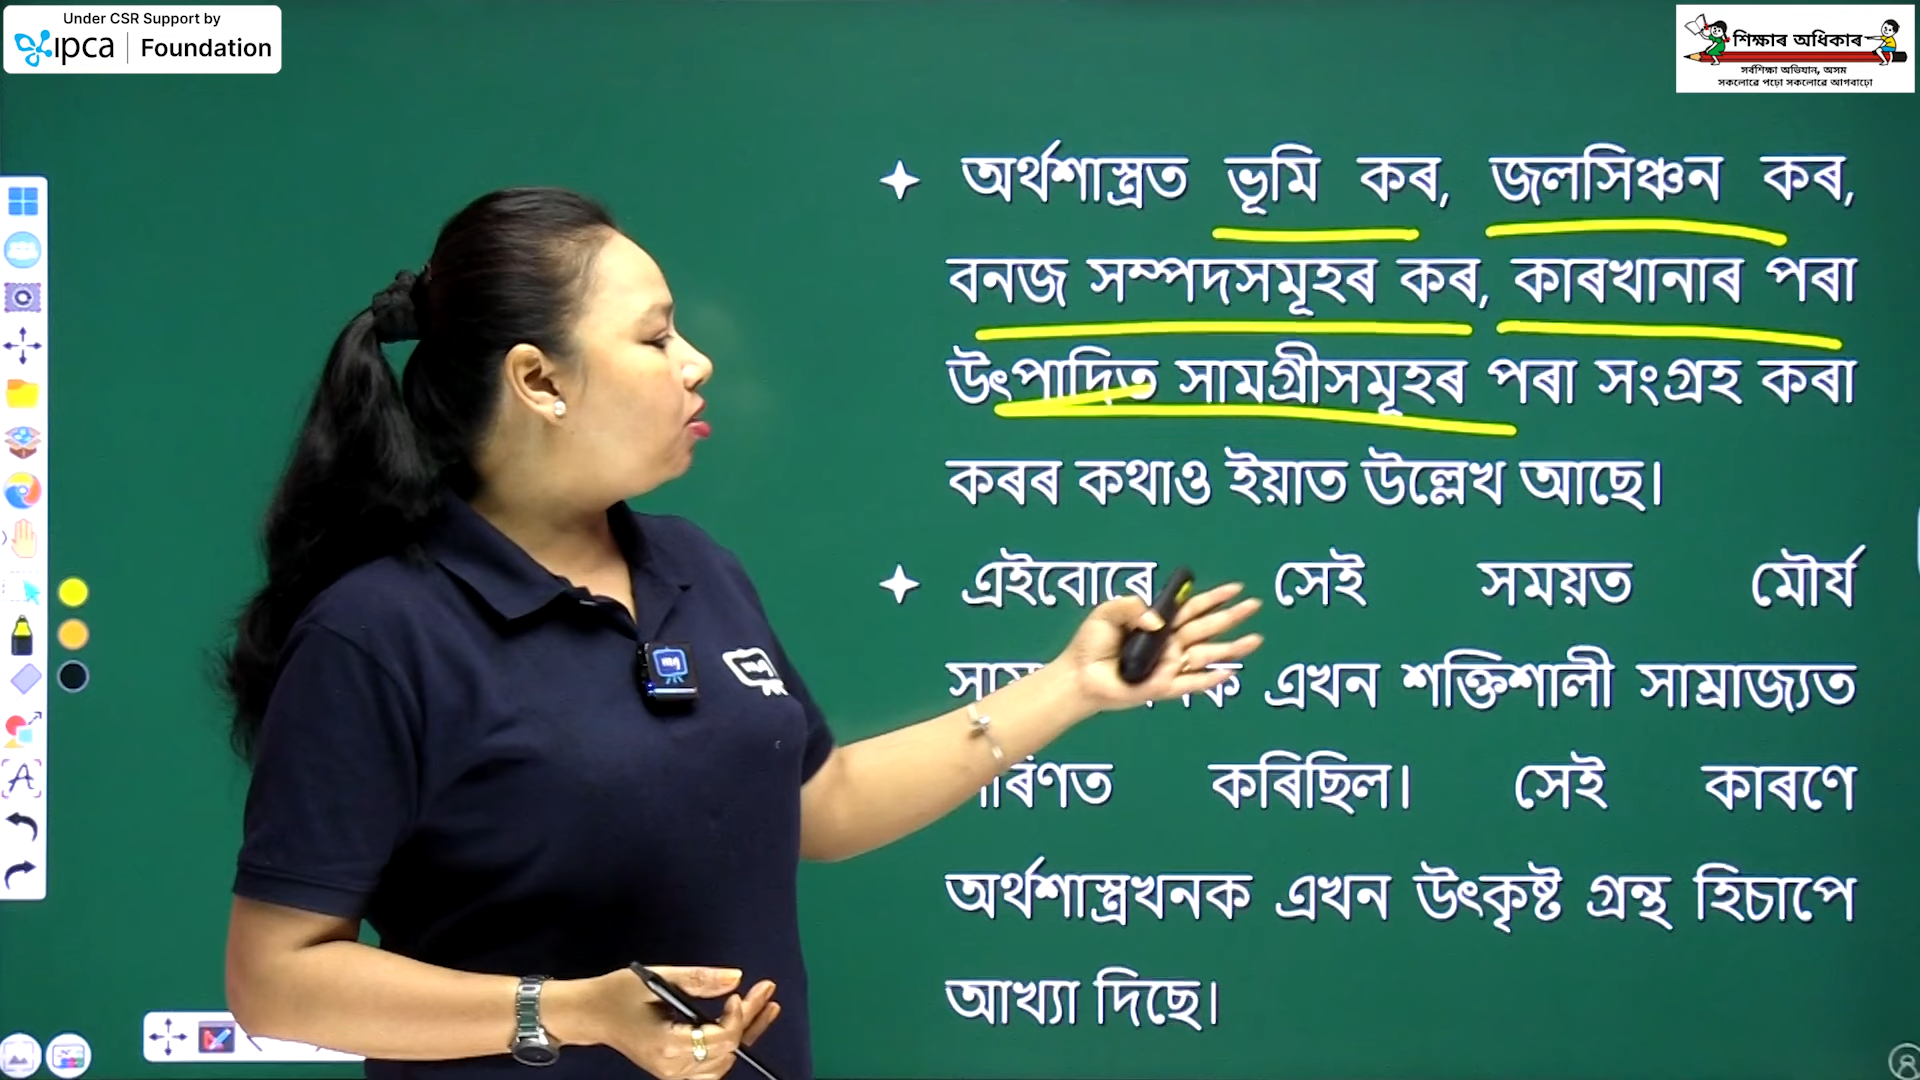 Under CSR Support by
ipca Foundation
শিক্ষাৰ অধিকাৰ
সৰ্বশিক্ষা অভিযান, অসম
সকলোৱে পঢ়ো সকলোৱে আগবাঢ়ো
অৰ্থশাস্ত্ৰত ভূমি কৰ, জলসিঞ্চন কৰ,
বনজ সম্পদসমূহৰ কৰ, কাৰখানাৰ পৰা
উৎপাদিত সামগ্ৰীসমূহৰ পৰা সংগ্ৰহ কৰা
কৰৰ কথাও ইয়াত উল্লেখ আছে।
এইবোৰে সেই সময়ত মৌৰ্য
এখন শক্তিশালী সাম্ৰাজ্যত
কৰিছিল। সেই কাৰণে
অৰ্থশাস্ত্ৰখনক এখন উৎকৃষ্ট গ্ৰন্থ হিচাপে
আখ্যা দিছে।